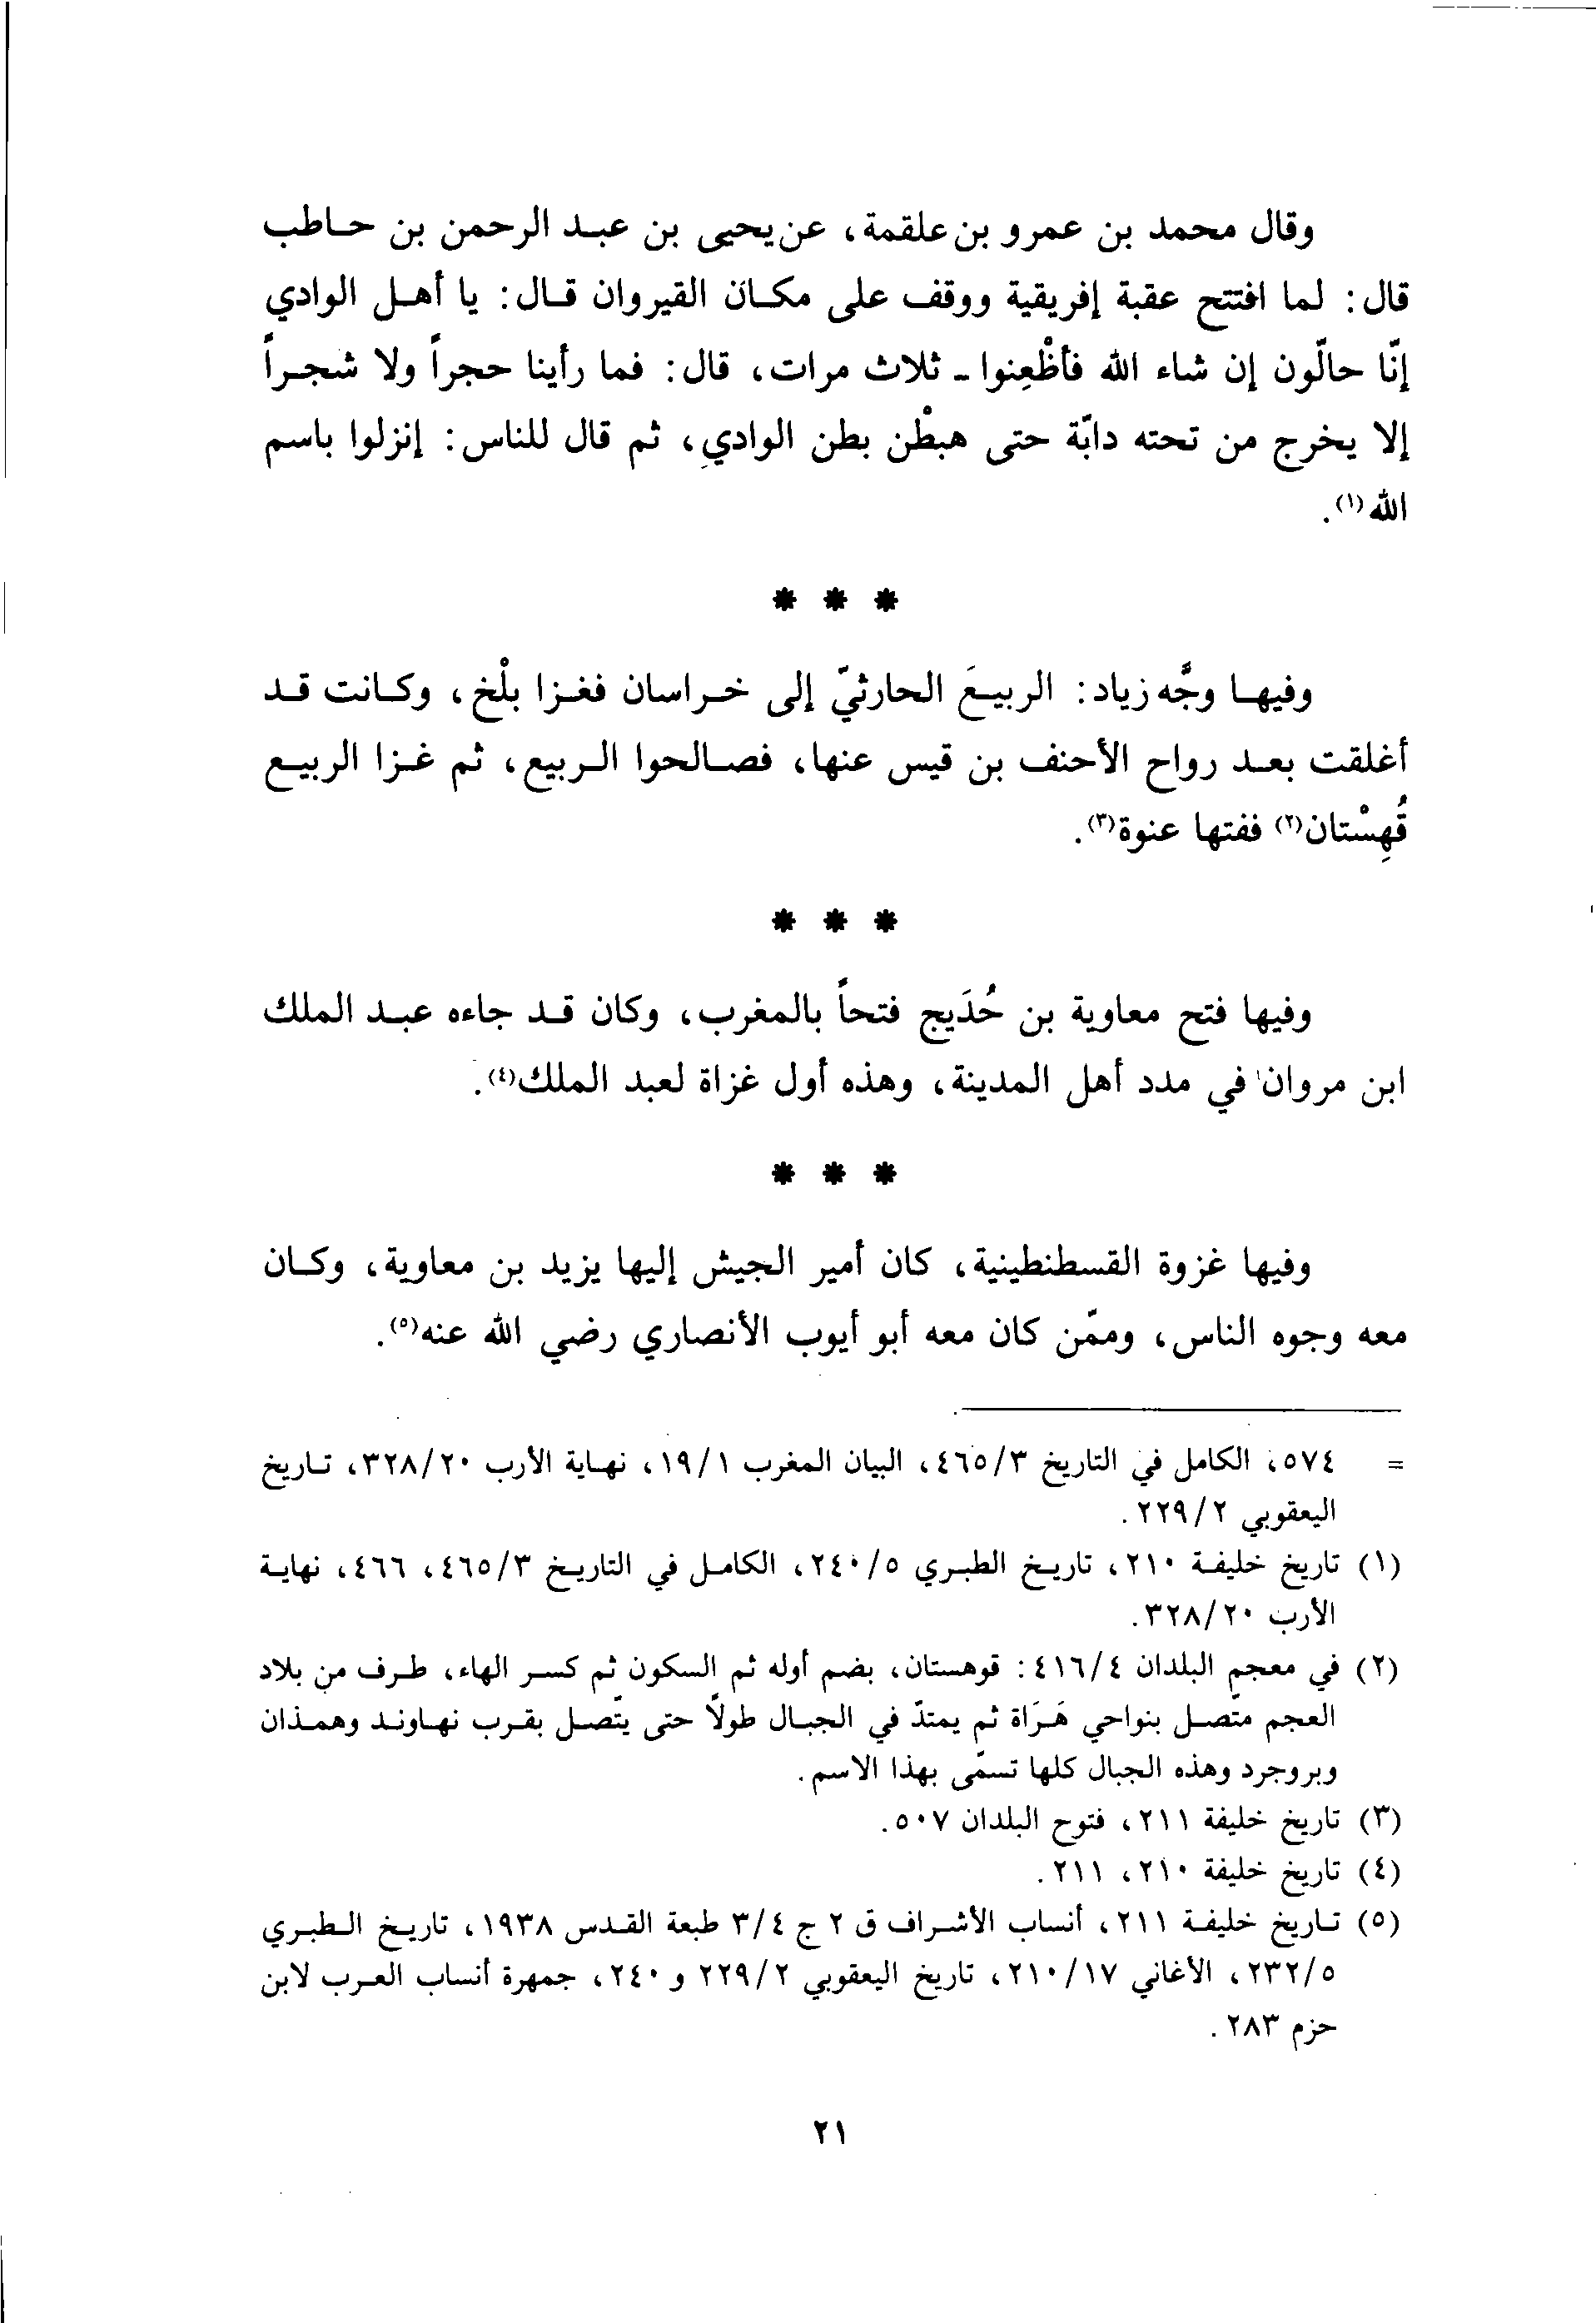 وقال محمد بن عمرو بن علقمة، عن يحيى بن عبد الرحمن بن حاطب
قال: لما افتتح عقبة إفريقية ووقف على مكان القيروان قال: يا أهل الوادي
إنّا حالّون إن شاء الله فأظْعِنوا - ثلاث مرات، قال: فما رأينا حجراً ولا شجراً
إلا يخرج من تحته دابّة حتى هبطْن بطن الوادي، ثم قال للناس: إنزلوا باسم
الله(١).
* * *
وفيها وجَّه زياد: الربيعَ الحارثيّ إلى خراسان فغزا بلْخ، وكانت قد
أغلقت بعد رواح الأحنف بن قيس عنها، فصالحوا الربيع، ثم غزا الربيع
قُهِسْتان(٢) ففتها عنوة(٣).
* * *
وفيها فتح معاوية بن حُدَيج فتحاً بالمغرب، وكان قد جاءه عبد الملك
ابن مروان في مدد أهل المدينة، وهذه أول غزاة لعبد الملك(٤).
* * *
وفيها غزوة القسطنطينية، كان أمير الجيش إليها يزيد بن معاوية، وكان
معه وجوه الناس، وممّن كان معه أبو أيوب الأنصاري رضي الله عنه(٥).
= ٥٧٤، الكامل في التاريخ ٤٦٥/٣، البيان المغرب ١٩/١، نهاية الأرب ٣٢٨/٢٠، تاريخ
اليعقوبي ٢٢٩/٢.
(١) تاريخ خليفة ٢١٠، تاريخ الطبري ٢٤٠/٥، الكامل في التاريخ ٤٦٥/٣، ٤٦٦، نهاية
الأرب ٣٢٨/٢٠.
(٢) في معجم البلدان ٤١٦/٤: قوهستان، بضم أوله ثم السكون ثم كسر الهاء، طرف من بلاد
العجم متّصل بنواحي هَرَاة ثم يمتدّ في الجبال طولاً حتى يتّصل بقرب نهاوند وهمذان
وبروجرد وهذه الجبال كلها تسمّى بهذا الاسم.
(٣) تاريخ خليفة ٢١١، فتوح البلدان ٥٠٧.
(٤) تاريخ خليفة ٢١٠، ٢١١.
(٥) تاريخ خليفة ٢١١، أنساب الأشراف ق ٢ ج ٣/٤ طبعة القدس ١٩٣٨، تاريخ الطبري
٢٣٢/٥، الأغاني ٢١٠/١٧، تاريخ اليعقوبي ٢٢٩/٢ و ٢٤٠، جمهرة أنساب العرب لابن
حزم ٢٨٣.
٢١